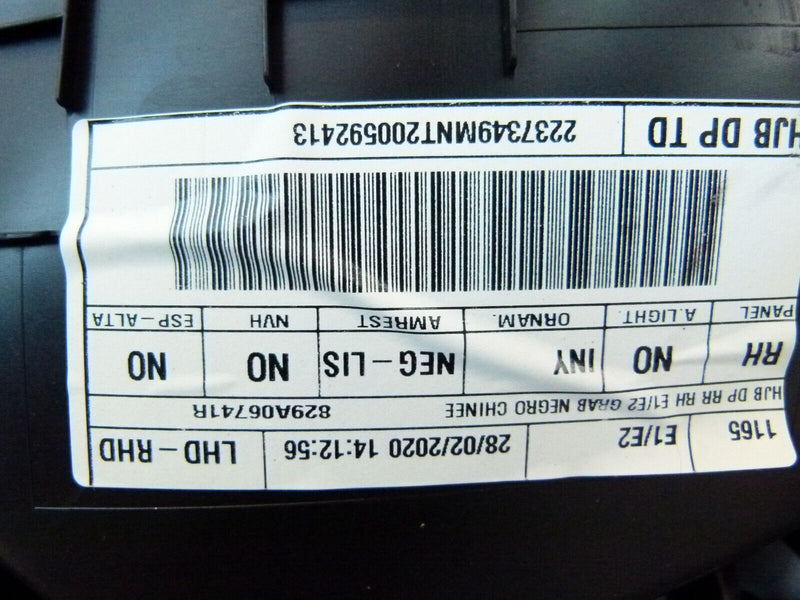 1165 E1/E2 28/02/2020 14:12:56 LHD-RHD
HJB DP RR RH E1/E2 GRAB NEGRO CHINEE 829A06741R
RH NO INY NEG-LIS NO NO
PANEL A.LIGHT. ORNAM. AMREST NVH ESP-ALTA
HJB DP TD 2237349MNT200592413